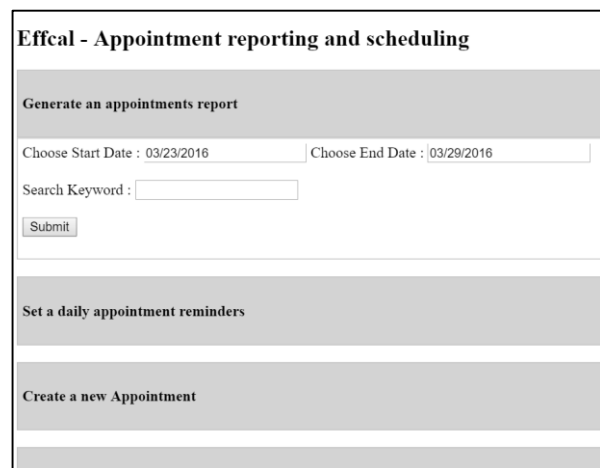 Effcal - Appointment reporting and scheduling
Generate an appointments report
Choose Start Date : 03/23/2016 Choose End Date : 03/29/2016
Search Keyword :
Submit
Set a daily appointment reminders
Create a new Appointment